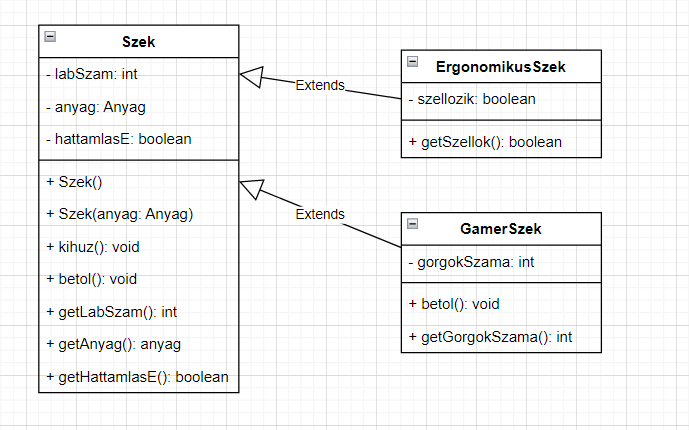 Szek
- labSzam: int
- anyag: Anyag
- hattamlasE: boolean
+ Szek()
+ Szek(anyag: Anyag)
+ kihuz(): void
+ betol(): void
+ getLabSzam(): int
+ getAnyag(): anyag
+ getHattamlasE(): boolean
Extends
Extends
ErgonomikusSzek
- szellozik: boolean
+ getSzellok(): boolean
GamerSzek
- gorgokSzama: int
+ betol(): void
+ getGorgokSzama(): int